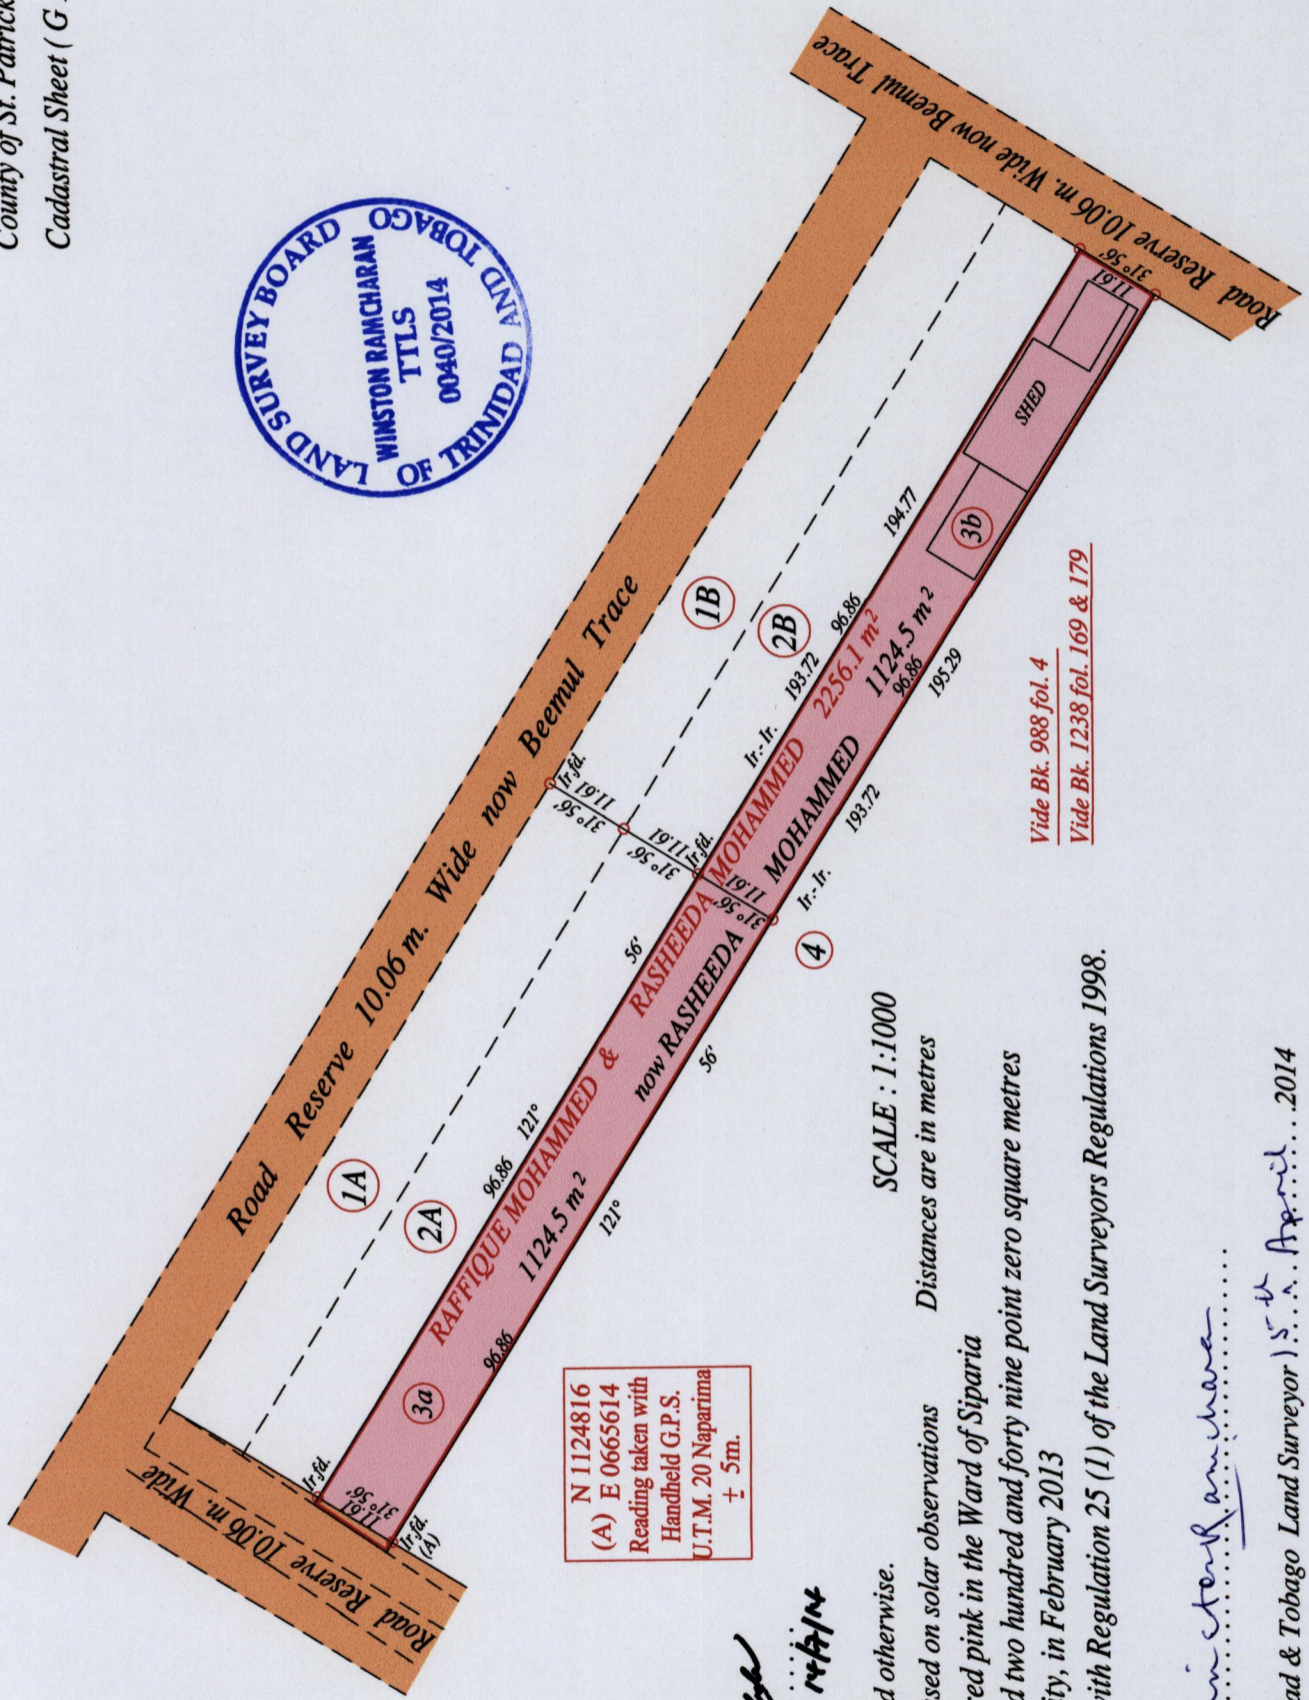 County of St. Patrick
Cadastral Sheet ( G
LAND SURVEY BOARD
OF TRINIDAD AND TOBAGO
WINSTON RAMCHARAN
TTLS
0040/2014
Road Reserve 10.06 m. Wide now Beemul Trace
Road Reserve 10.06 m. Wide now Beemul Trace
Road Reserve 10.06 m. Wide
1A
1B
2A
2B
Ir.fd.
31° 56'
11.61
31° 56'
11.61
Ir.fd.
31° 56'
11.61
Ir.fd.
31° 56'
11.61
Ir.fd.
(A)
31° 56'
11.61
96.86
121°
56'
Ir.- Ir.
193.72
96.86
194.77
RAFFIQUE MOHAMMED & RASHEEDA MOHAMMED 2256.1 m²
3a
1124.5 m²
now RASHEEDA MOHAMMED
1124.5 m²
3b
SHED
96.86
121°
56'
Ir.- Ir.
193.72
96.86
195.29
4
N 1124816
(A) E 0665614
Reading taken with
Handheld G.P.S.
U.T.M. 20 Naparima
± 5m.
Vide Bk. 988 fol. 4
Vide Bk. 1238 fol. 169 & 179
SCALE : 1:1000
d otherwise.
sed on solar observations Distances are in metres
red pink in the Ward of Siparia
d two hundred and forty nine point zero square metres
ty, in February 2013
ith Regulation 25 (1) of the Land Surveyors Regulations 1998.
ad & Tobago Land Surveyor 15th April 2014